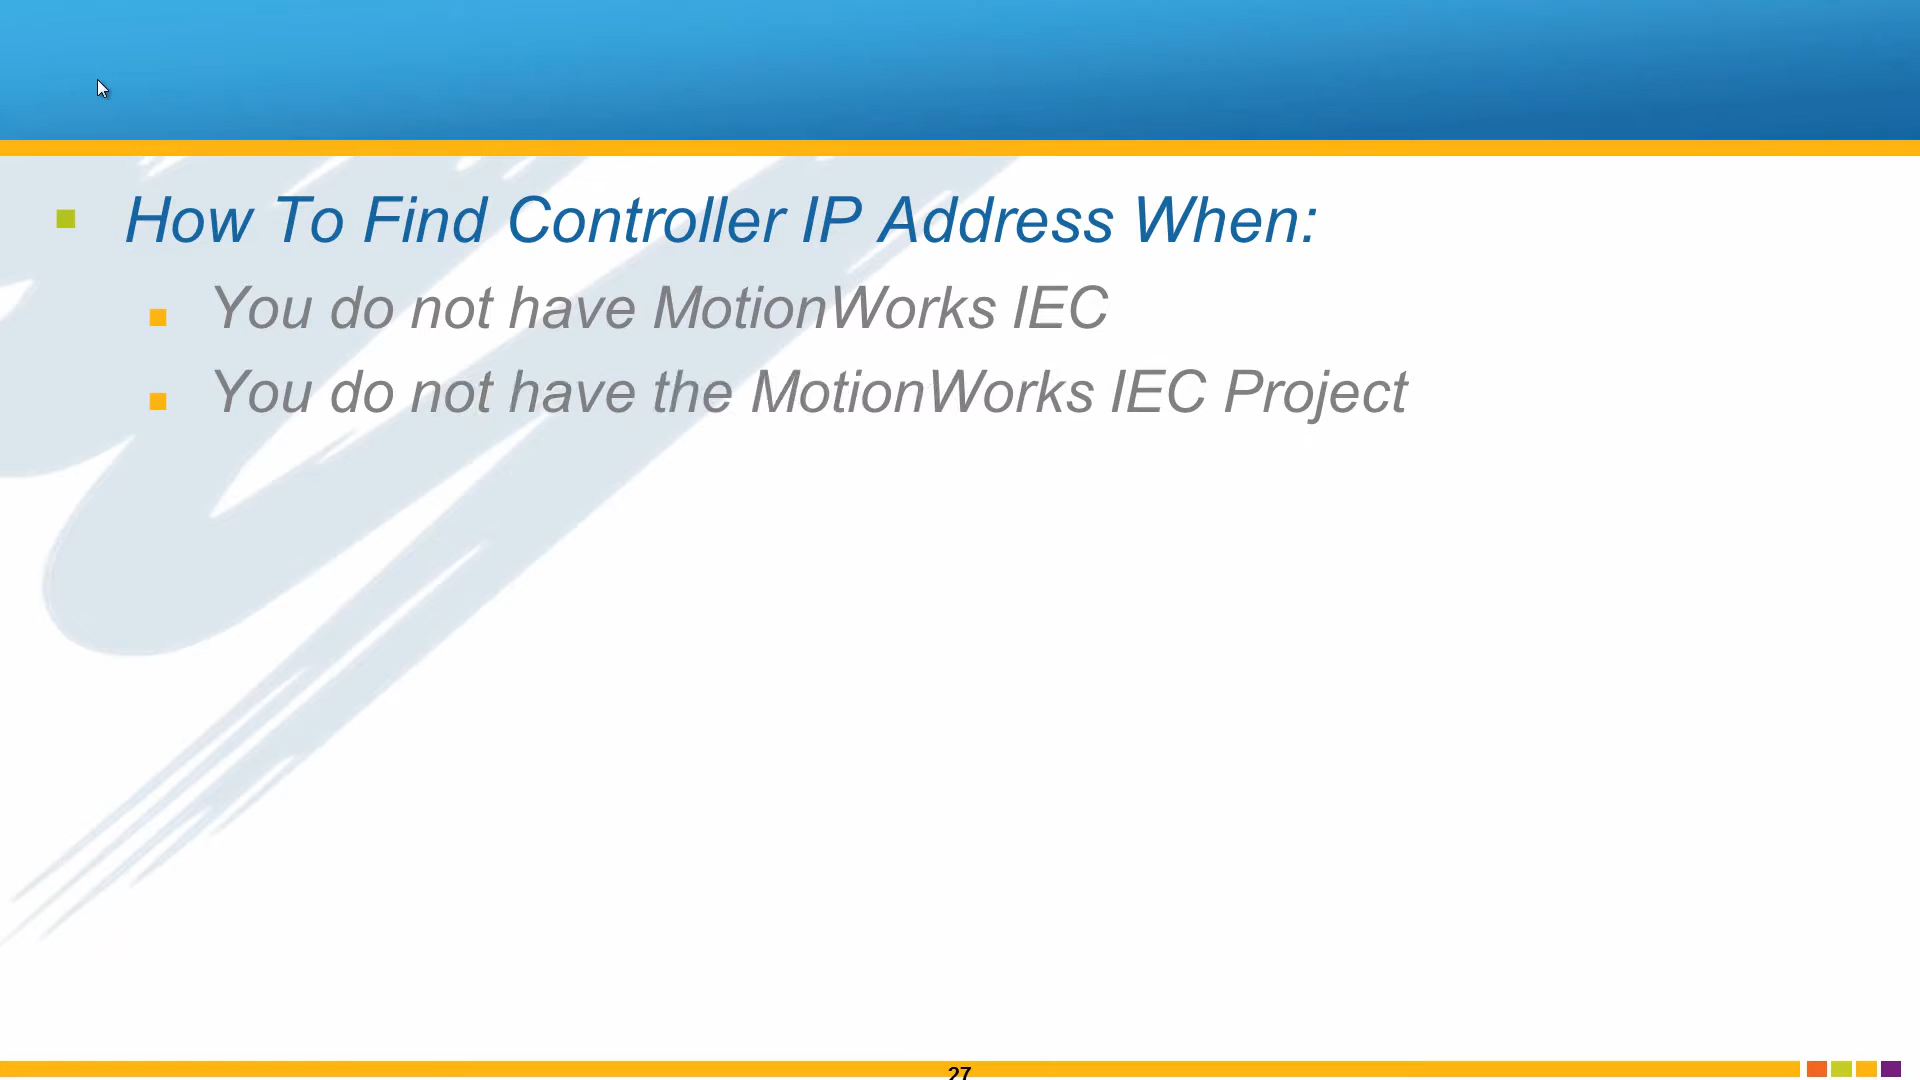 How To Find Controller IP Address When:
You do not have MotionWorks IEC
You do not have the MotionWorks IEC Project
27